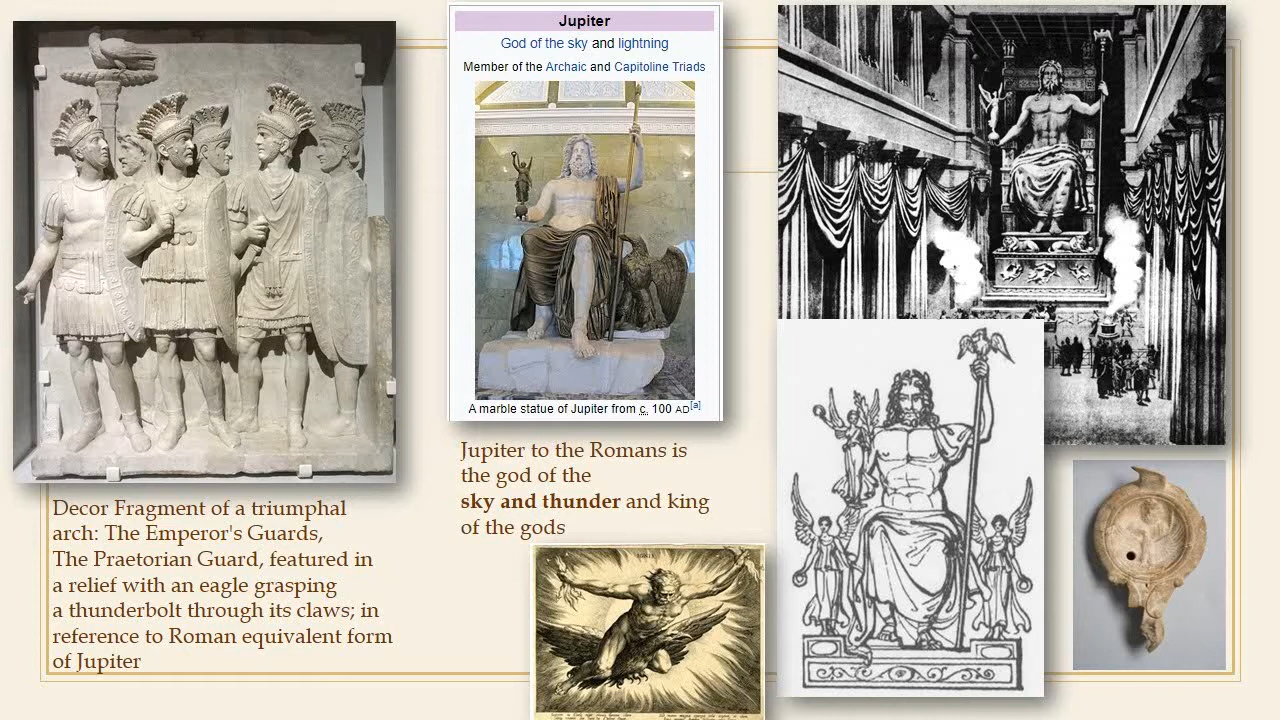 Jupiter
God of the sky and lightning
Member of the Archaic and Capitoline Triads
A marble statue of Jupiter from c. 100 AD[a]
Decor Fragment of a triumphal
arch: The Emperor's Guards,
The Praetorian Guard, featured in
a relief with an eagle grasping
a thunderbolt through its claws; in
reference to Roman equivalent form
of Jupiter
Jupiter to the Romans is
the god of the
sky and thunder and king
of the gods